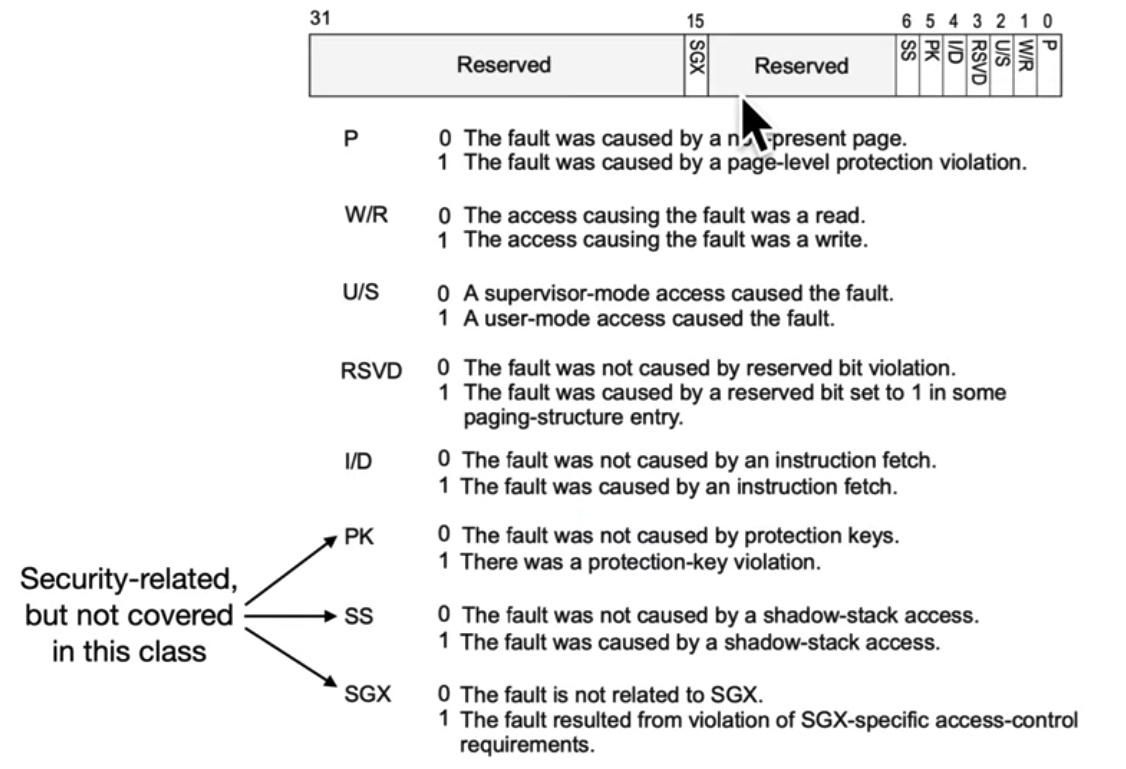 31 15 6 5 4 3 2 1 0
Reserved SGX Reserved SS PK I/D RSVD U/S W/R P
P 0 The fault was caused by a present page.
1 The fault was caused by a page-level protection violation.
W/R 0 The access causing the fault was a read.
1 The access causing the fault was a write.
U/S 0 A supervisor-mode access caused the fault.
1 A user-mode access caused the fault.
RSVD 0 The fault was not caused by reserved bit violation.
1 The fault was caused by a reserved bit set to 1 in some
paging-structure entry.
I/D 0 The fault was not caused by an instruction fetch.
1 The fault was caused by an instruction fetch.
PK 0 The fault was not caused by protection keys.
1 There was a protection-key violation.
Security-related,
but not covered
in this class
SS 0 The fault was not caused by a shadow-stack access.
1 The fault was caused by a shadow-stack access.
SGX 0 The fault is not related to SGX.
1 The fault resulted from violation of SGX-specific access-control
requirements.